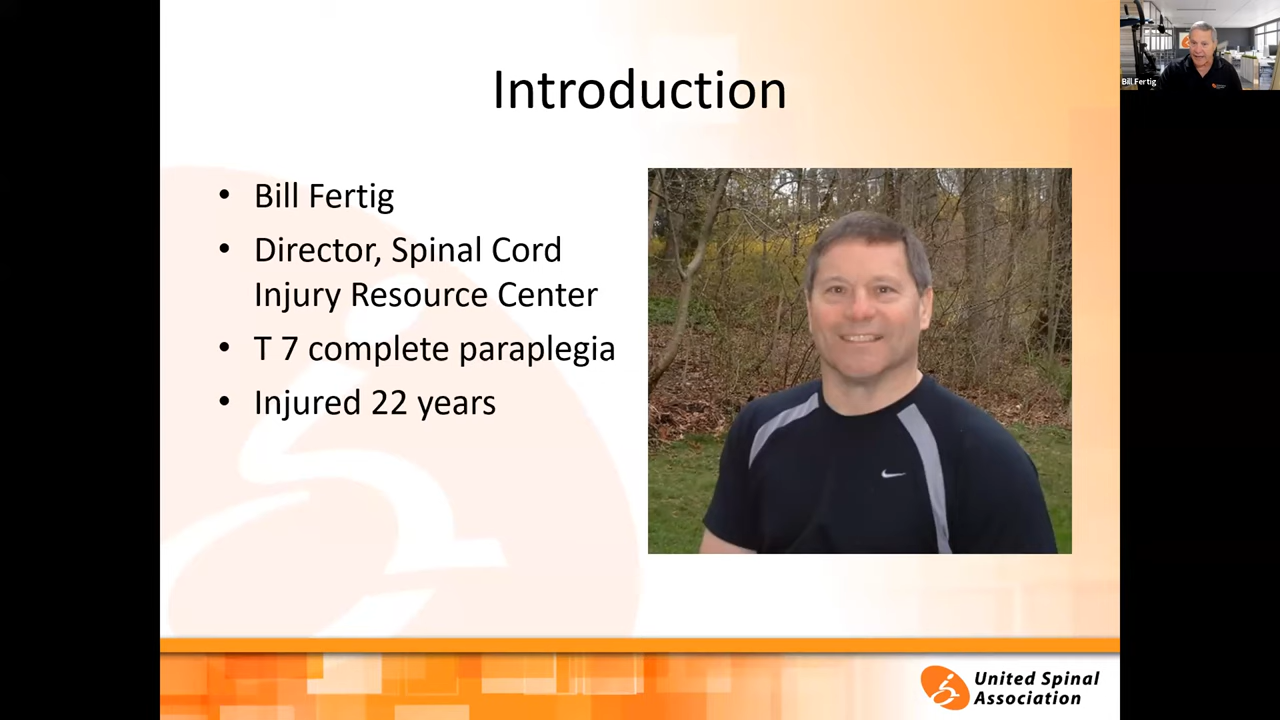 Introduction
• Bill Fertig
• Director, Spinal Cord
Injury Resource Center
• T 7 complete paraplegia
• Injured 22 years
United Spinal
Association
Bill Fertig